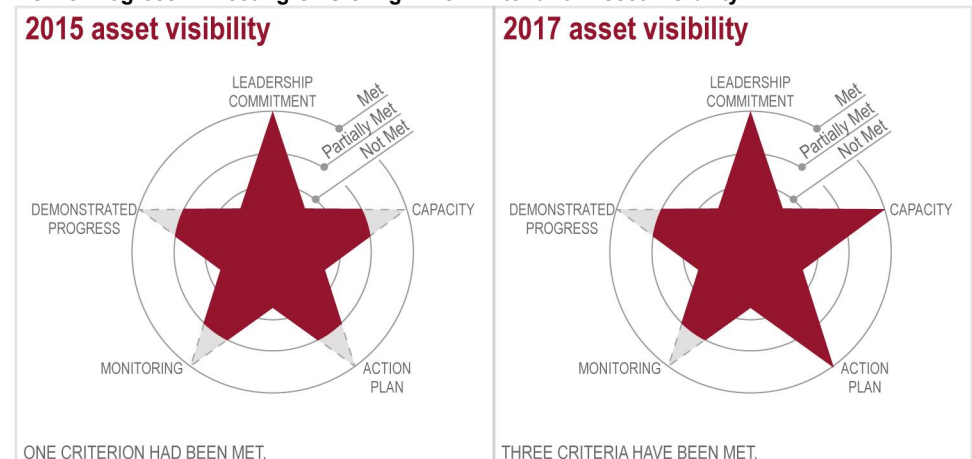 2015 asset visibility
LEADERSHIP
COMMITMENT
Met
Partially Met
Not Met
DEMONSTRATED
PROGRESS
CAPACITY
MONITORING
ACTION
PLAN
ONE CRITERION HAD BEEN MET.
2017 asset visibility
LEADERSHIP
COMMITMENT
Met
Partially Met
Not Met
DEMONSTRATED
PROGRESS
CAPACITY
MONITORING
ACTION
PLAN
THREE CRITERIA HAVE BEEN MET.